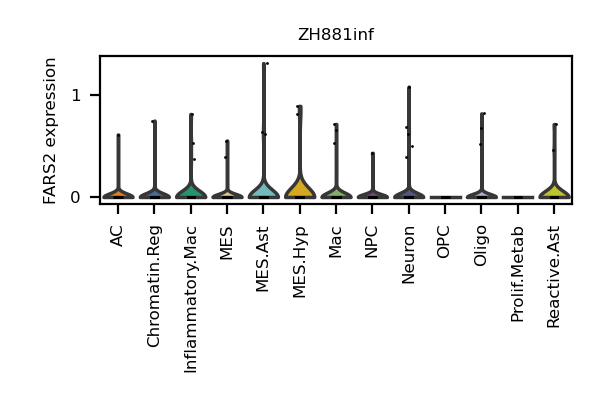 ZH881inf
FARS2 expression
1
0
AC
Chromatin.Reg
Inflammatory.Mac
MES
MES.Ast
MES.Hyp
Mac
NPC
Neuron
OPC
Oligo
Prolif.Metab
Reactive.Ast